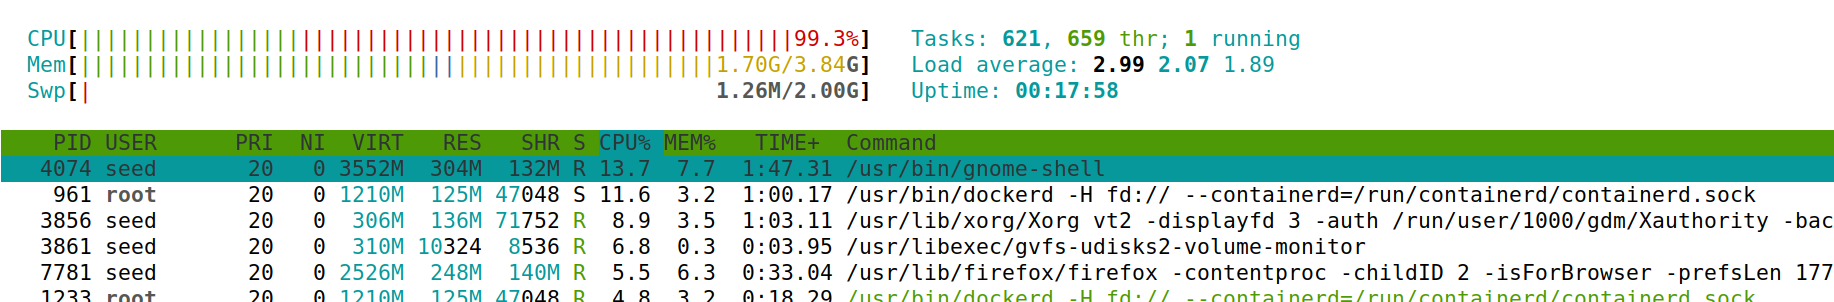 CPU[||||||||||||||||||||||||||||||||||||||||||||||||||||||||99.3%] Tasks: 621, 659 thr; 1 running
Mem[|||||||||||||||||||||||||||||||||||||||||||||||||1.70G/3.84G] Load average: 2.99 2.07 1.89
Swp[| 1.26M/2.00G] Uptime: 00:17:58
PID USER PRI NI VIRT RES SHR S CPU% MEM% TIME+ Command
4074 seed 20 0 3552M 304M 132M R 13.7 7.7 1:47.31 /usr/bin/gnome-shell
961 root 20 0 1210M 125M 47048 S 11.6 3.2 1:00.17 /usr/bin/dockerd -H fd:// --containerd=/run/containerd/containerd.sock
3856 seed 20 0 306M 136M 71752 R 8.9 3.5 1:03.11 /usr/lib/xorg/Xorg vt2 -displayfd 3 -auth /run/user/1000/gdm/Xauthority -bac
3861 seed 20 0 310M 10324 8536 R 6.8 0.3 0:03.95 /usr/libexec/gvfs-udisks2-volume-monitor
7781 seed 20 0 2526M 248M 140M R 5.5 6.3 0:33.04 /usr/lib/firefox/firefox -contentproc -childID 2 -isForBrowser -prefsLen 177
1233 root 20 0 1210M 125M 47048 R 4.8 3.2 0:18.29 /usr/bin/dockerd -H fd:// --containerd=/run/containerd/containerd.sock